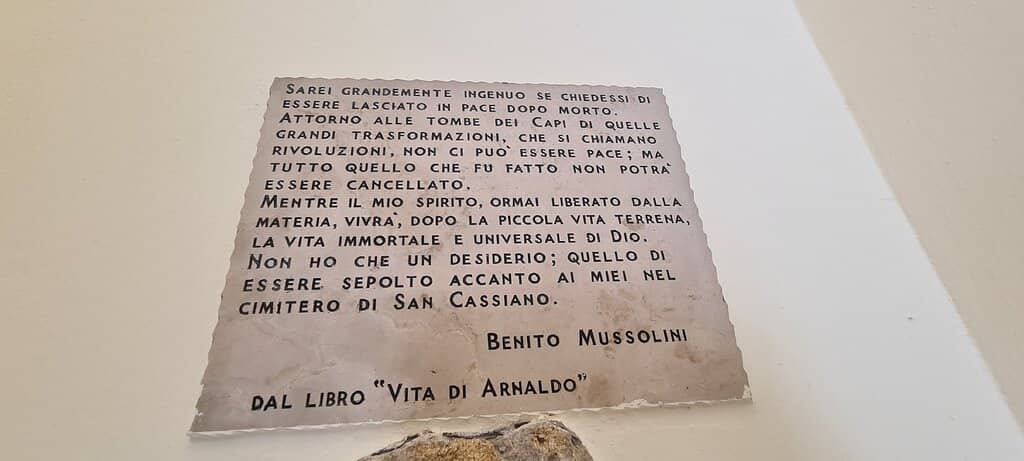 SAREI GRANDEMENTE INGENUO SE CHIEDESSI DI
ESSERE LASCIATO IN PACE DOPO MORTO.
ATTORNO ALLE TOMBE DEI CAPI DI QUELLE
GRANDI TRASFORMAZIONI, CHE SI CHIAMANO
RIVOLUZIONI, NON CI PUO' ESSERE PACE; MA
TUTTO QUELLO CHE FU FATTO NON POTRA'
ESSERE CANCELLATO.
MENTRE IL MIO SPIRITO, ORMAI LIBERATO DALLA
MATERIA, VIVRA', DOPO LA PICCOLA VITA TERRENA,
LA VITA IMMORTALE E UNIVERSALE DI DIO.
NON HO CHE UN DESIDERIO; QUELLO DI
ESSERE SEPOLTO ACCANTO AI MIEI NEL
CIMITERO DI SAN CASSIANO.
BENITO MUSSOLINI
DAL LIBRO "VITA DI ARNALDO"